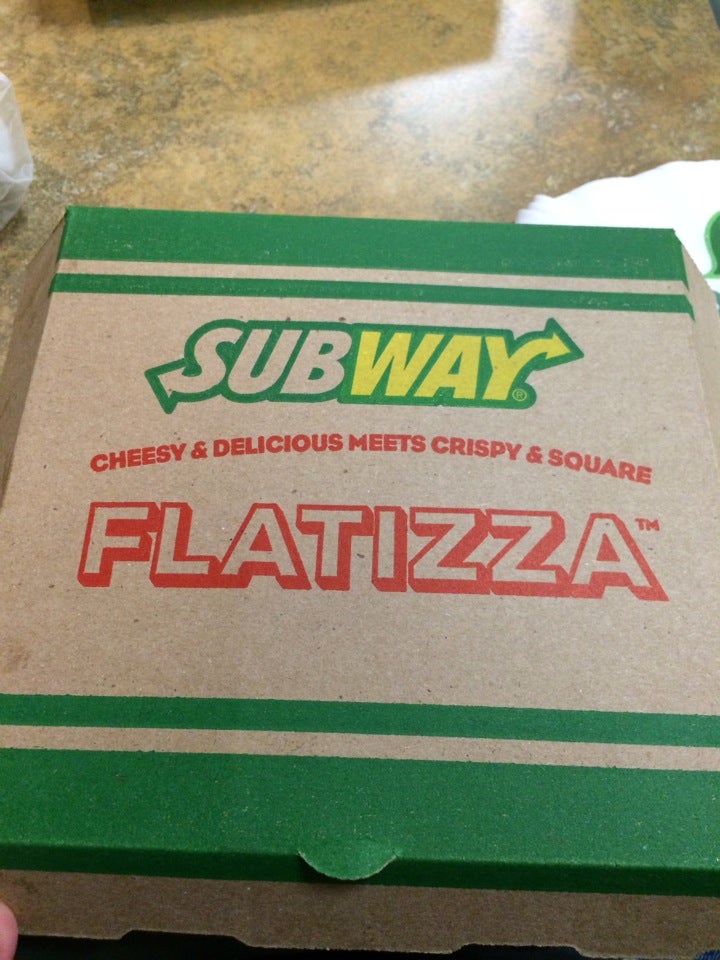 SUBWAY®
CHEESY & DELICIOUS MEETS CRISPY & SQUARE
FLATIZZA™